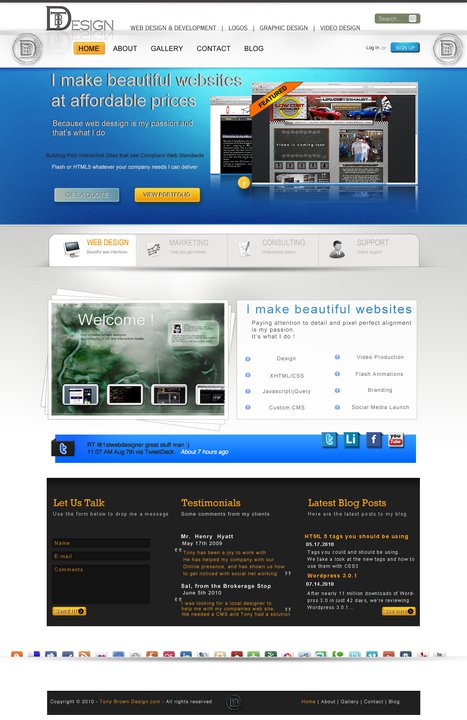 DESIGN
WEB DESIGN & DEVELOPMENT | LOGOS | GRAPHIC DESIGN | VIDEO DESIGN
Search..
HOME ABOUT GALLERY CONTACT BLOG
Log In or SIGN UP
I make beautiful websites
at affordable prices
Because web dessign is my passion and
that's what I do
Building Rich Interactive Sites that use Compliant Web Standards
Flash or HTML5 whatever your company needs I can deliver
GET A QUOTE VIEW PORTFOLIO
FEATURED
Video is coming soon
WEB DESIGN
Beautiful web interfaces
MARKETING
CONSULTING
Professional advice
SUPPORT
Online support
Welcome !
I make beautiful websites
Paying attention to detail and pixel perfect alignment
is my passion.
It's what I do !
Design Video Production
XHTML/CSS Flash Animations
Javascript/jQuery Branding
Custom CMS Social Media Launch
RT @1stwebdesigner great stuff man :)
11:07 AM Aug 7th via TweetDeck. About 7 hours ago
You
Tube
Let Us Talk
Use the form below to drop me a message
Name
E-mail
Comments
Send it!
Testimonials
Some comments from my clients
Mr. Henry Hyatt
May 17th 2009
Tony has been a joy to work with
He has helped my company with our
Online presence, and has shown us how
to get noticed with social net working
Sal, from the Brokerage Stop
June 5th 2010
I was looking for a local designer to
help me with my companies web site.
We needed a CMS and Tony had a solution
Latest Blog Posts
Here are the latest posts to my blog
HTML 5 tags you should be using
05.17.2010
Tags you could and should be using
We take a look at the new tags and how to
use them with CSS3
Wordpress 3.0.1
07.14.2010
After nearly 11 million downloads of Word-
prss 3.0 in just 42 days, we're reviewing
Wordpress 3.0.1..
Copyright © 2010 - Tony Brown Design.com - All rights reserved
Home | About | Gallery | Contact | Blog